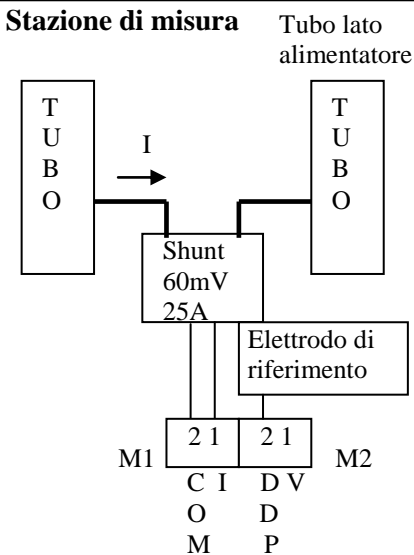 Stazione di misura
Tubo lato
alimentatore
T
U
B
O
I
T
U
B
O
Shunt
60mV
25A
Elettrodo di
riferimento
M1
2 1
2 1
M2
C I
O
M
D V
D
P